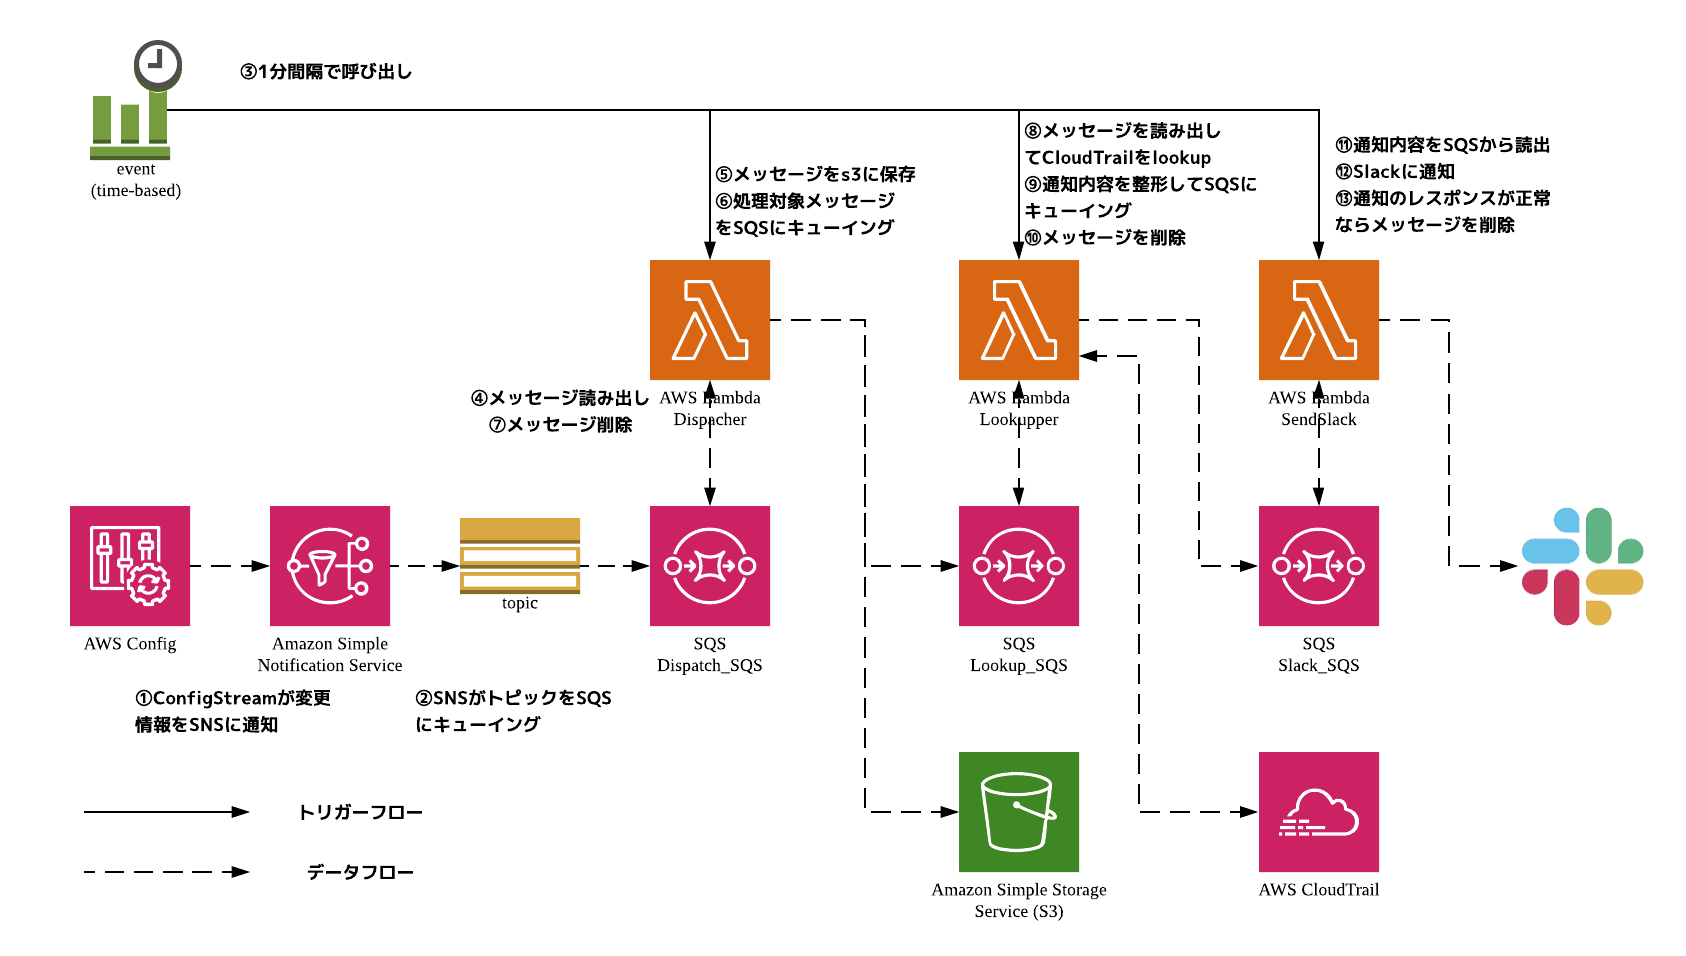 ③1分間隔で呼び出し
event
(time-based)
⑤メッセージをs3に保存
⑥処理対象メッセージ
をSQSにキューイング
⑧メッセージを読み出し
てCloudTrailをlookup
⑨通知内容を整形してSQSに
キューイング
⑩メッセージを削除
⑪通知内容をSQSから読出
⑫Slackに通知
⑬通知のレスポンスが正常
ならメッセージを削除
④メッセージ読み出し
⑦メッセージ削除
AWS Lambda
Dispacher
AWS Lambda
Lookupper
AWS Lambda
SendSlack
AWS Config
Amazon Simple
Notification Service
topic
SQS
Dispatch_SQS
SQS
Lookup_SQS
SQS
Slack_SQS
①ConfigStreamが変更
情報をSNSに通知
②SNSがトピックをSQS
にキューイング
トリガーフロー
データフロー
Amazon Simple Storage
Service (S3)
AWS CloudTrail